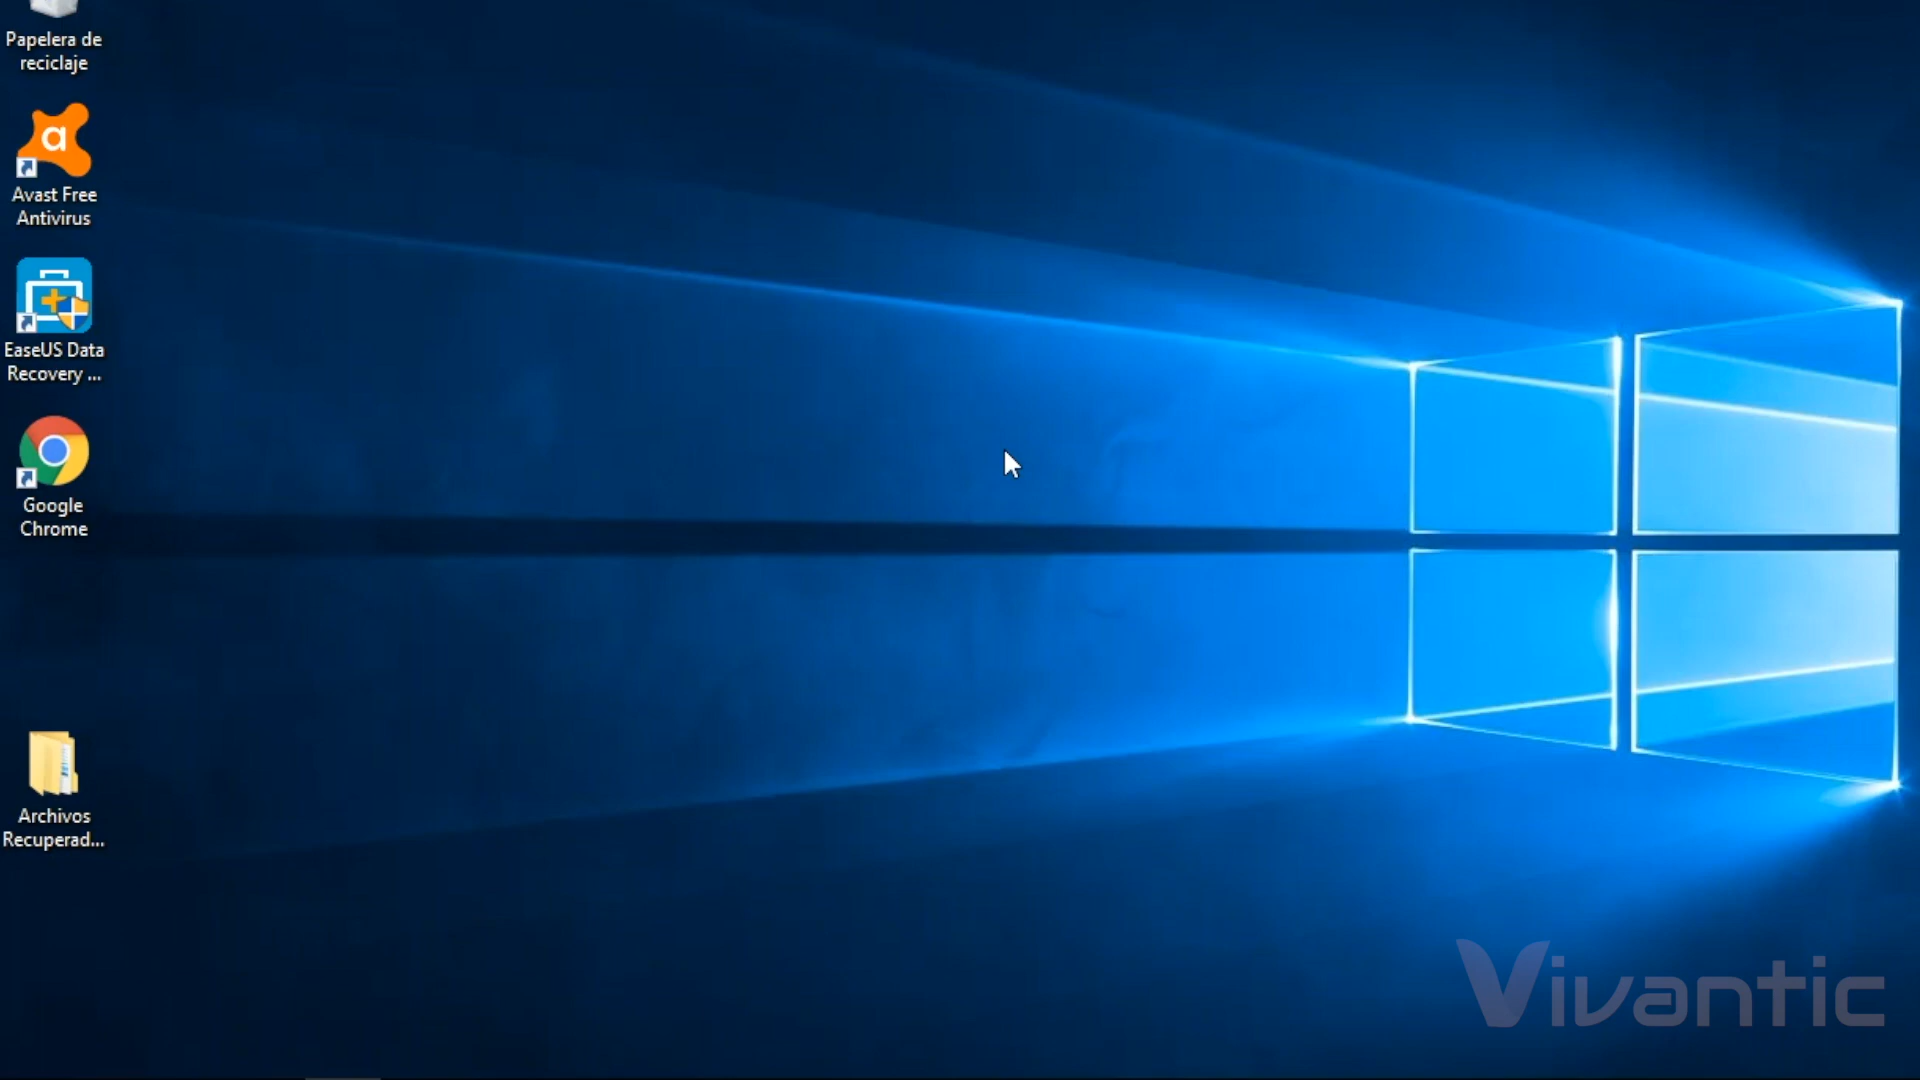 Papelera de
reciclaje
a
Avast Free
Antivirus
EaseUS Data
Recovery ...
Google
Chrome
Archivos
Recuperad...
Vivantic